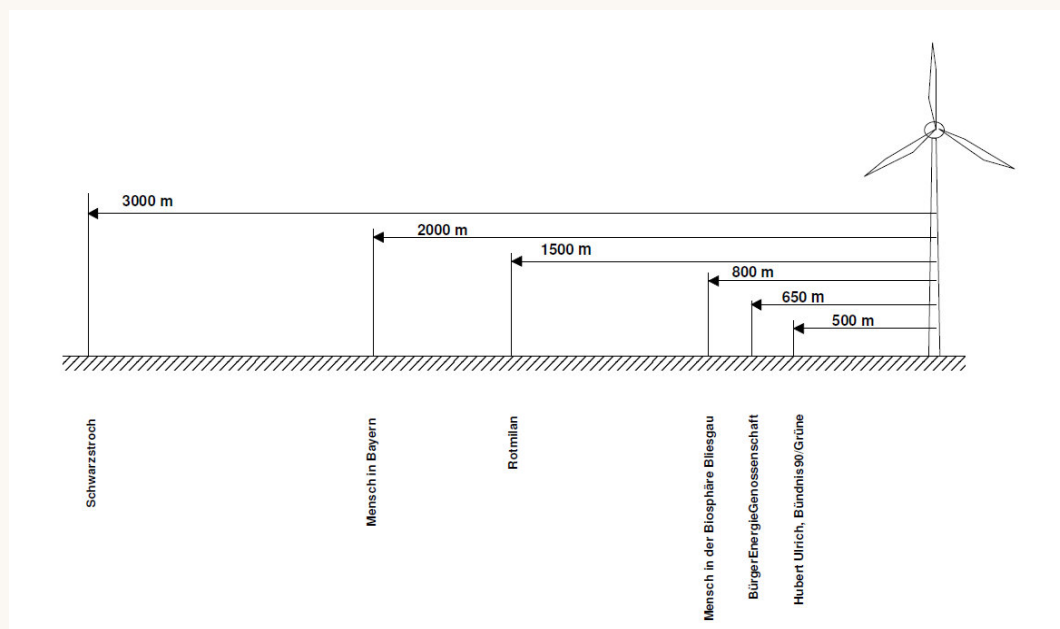 3000 m
2000 m
1500 m
800 m
650 m
500 m
Schwarzstroch
Mensch in Bayern
Rotmilan
Mensch in der Biosphäre Bliesgau
BürgerEnergieGenossenschaft
Hubert Ulrich, Bündnis90/Grüne